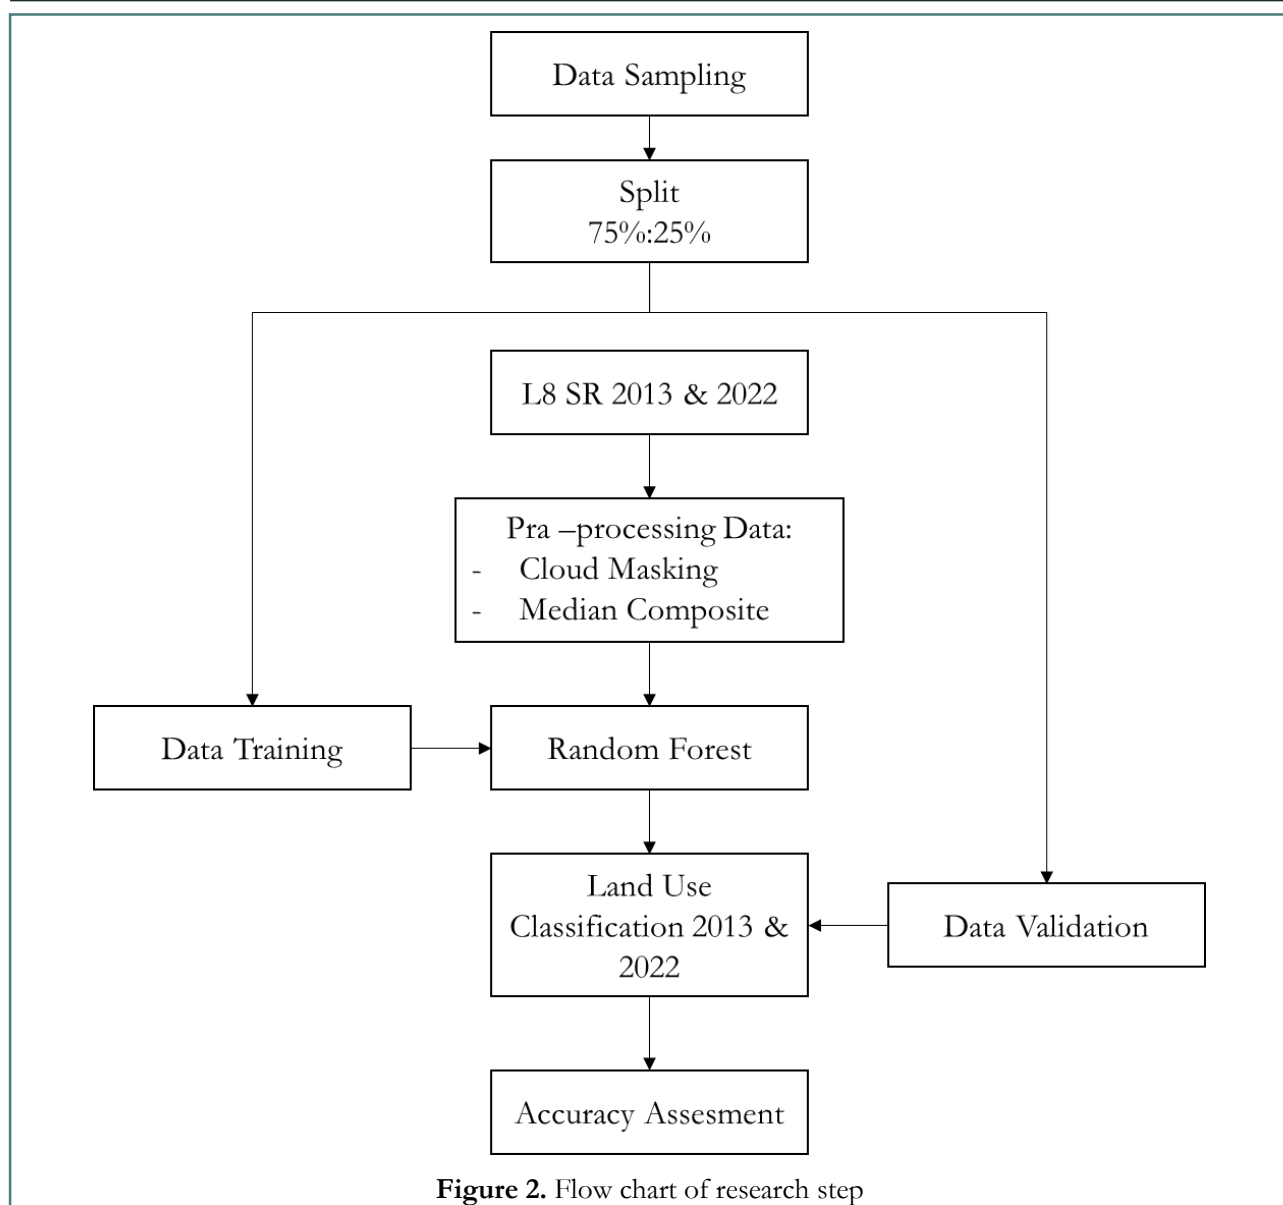 Data Sampling
Split
75%:25%
L8 SR 2013 & 2022
Pra –processing Data:
- Cloud Masking
- Median Composite
Data Training
Random Forest
Land Use
Classification 2013 &
2022
Data Validation
Accuracy Assesment
Figure 2. Flow chart of research step